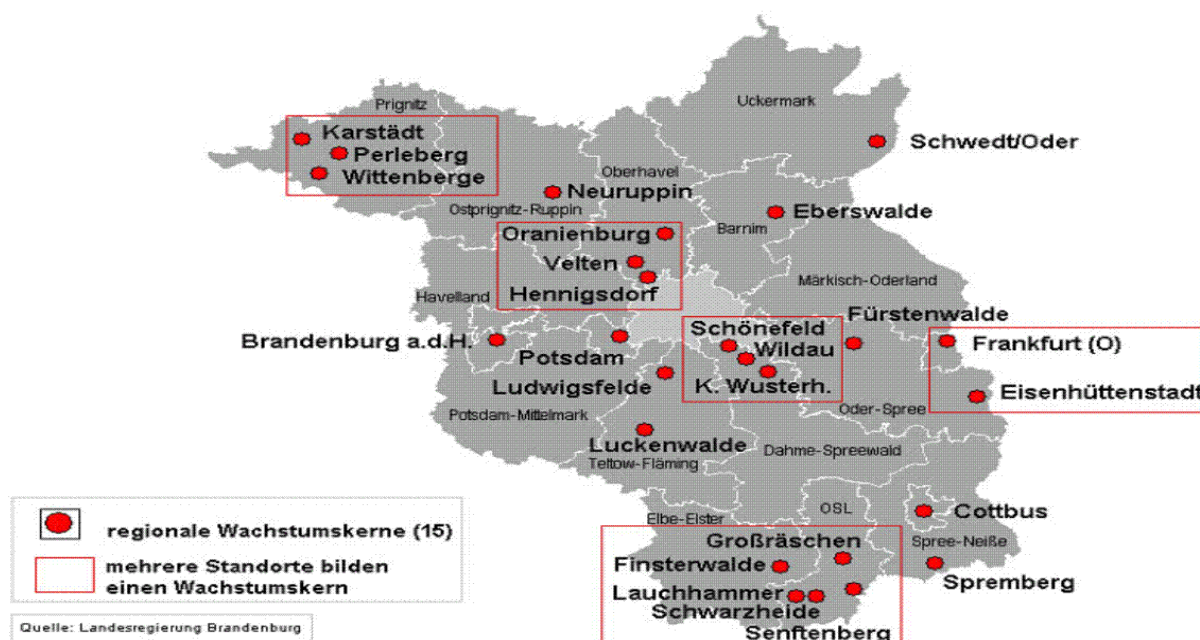 Prignitz
Uckermark
Karstädt
Perleberg
Wittenberge
Schwedt/Oder
Oberhavel
Neuruppin
Ostprignitz-Ruppin
Eberswalde
Barnim
Oranienburg
Velten
Hennigsdorf
Märkisch-Oderland
Havelland
Fürstenwalde
Schönefeld
Brandenburg a.d.H.
Frankfurt (O)
Potsdam
Wildau
Ludwigsfelde
K. Wusterh.
Eisenhüttenstadt
Potsdam-Mittelmark
Oder-Spree
Luckenwalde
Dahme-Spreewald
Teltow-Fläming
OSL
Cottbus
Elbe-Elster
Großräschen
Spree-Neiße
Finsterwalde
Spremberg
Lauchhammer
Schwarzheide
Senftenberg
regionale Wachstumskerne (15)
mehrere Standorte bilden
einen Wachstumskern
Quelle: Landesregierung Brandenburg